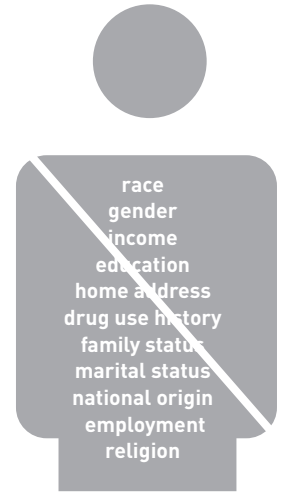 race
gender
income
education
home address
drug use history
family status
marital status
national origin
employment
religion